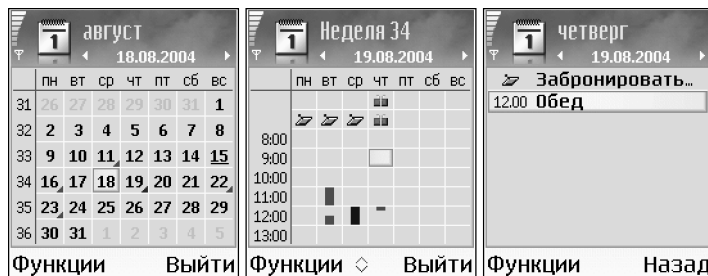 1 август
18.08.2004
пн вт ср чт пт сб вс
31 26 27 28 29 30 31 1
32 2 3 4 5 6 7 8
33 9 10 11 12 13 14 15
34 16 17 18 19 20 21 22
35 23 24 25 26 27 28 29
36 30 31 1 2 3 4 5
Функции Выйти
1 Неделя 34
19.08.2004
пн вт ср чт пт сб вс
8:00
9:00
10:00
11:00
12:00
13:00
Функции Выйти
1 четверг
19.08.2004
Забронировать...
12.00 Обед
Функции Назад